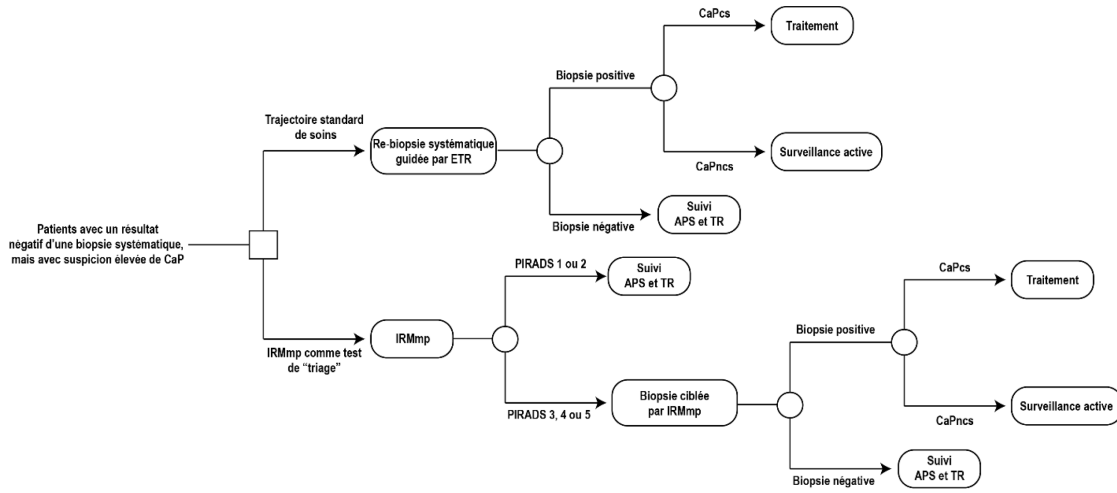 Patients avec un résultat
négatif d'une biopsie systématique,
mais avec suspicion élevée de CaP
Trajectoire standard
de soins
Re-biopsie systématique
guidée par ETR
Biopsie positive
CaPcs
Traitement
CaPncs
Surveillance active
Biopsie négative
Suivi
APS et TR
IRMmp comme test
de "triage"
IRMmp
PIRADS 1 ou 2
Suivi
APS et TR
PIRADS 3, 4 ou 5
Biopsie ciblée
par IRMmp
Biopsie positive
CaPcs
Traitement
CaPncs
Surveillance active
Biopsie négative
Suivi
APS et TR